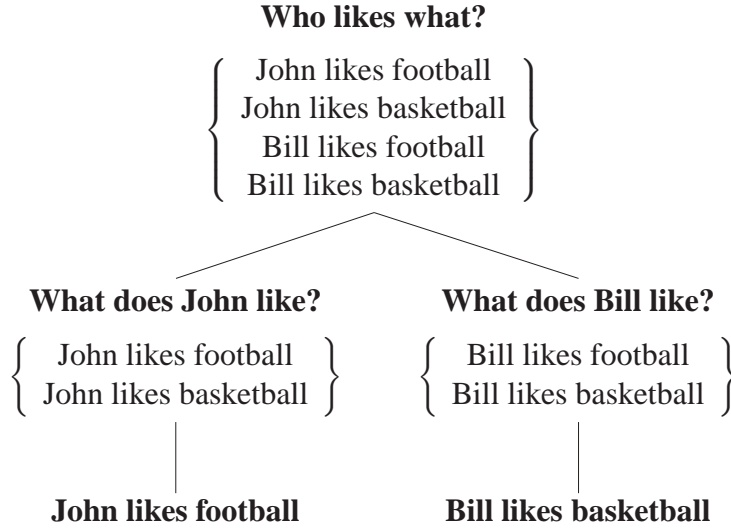 Who likes what?
John likes football
John likes basketball
Bill likes football
Bill likes basketball
What does John like?
John likes football
John likes basketball
John likes football
What does Bill like?
Bill likes football
Bill likes basketball
Bill likes basketball